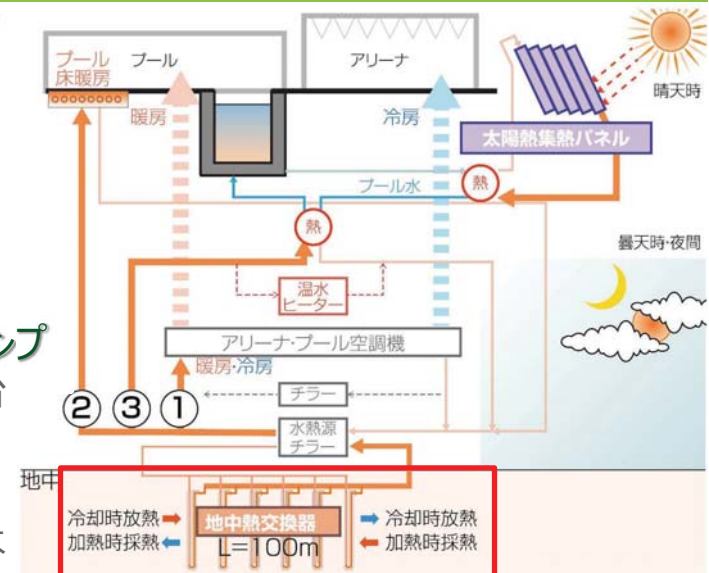 プール
床暖房
プール
アリーナ
晴天時
暖房
冷房
太陽熱集熱パネル
プール水
熱
熱
曇天時・夜間
温水
ヒーター
アリーナ・プール空調機
暖房・冷房
ンプ
②
③
①
チラー
水熱源
チラー
地中
冷却時放熱
加熱時採熱
地中熱交換器
L=100m
冷却時放熱
加熱時採熱